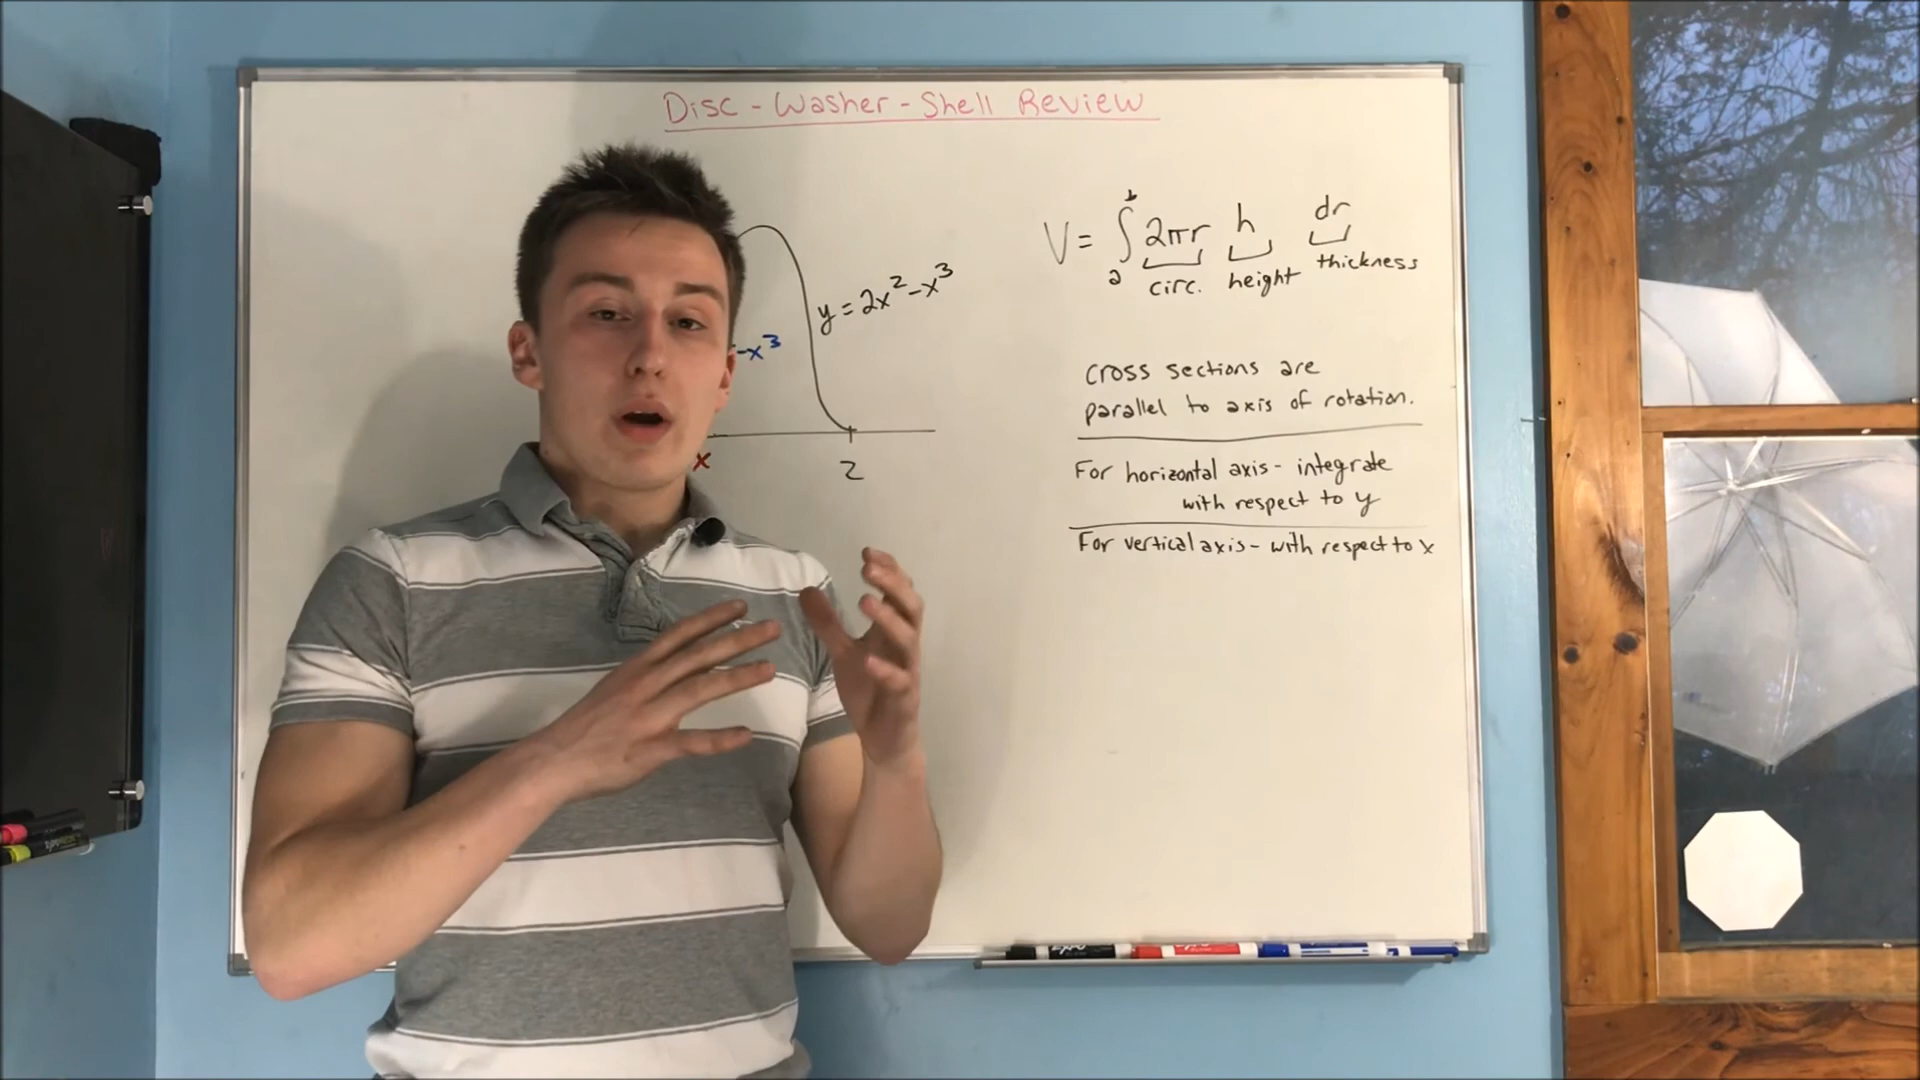 Disc - Washer - Shell Review
V = ∫ₐᵇ 2πr h dr
circ. height thickness
y = 2x² - x³
- x³
x
2
cross sections are
parallel to axis of rotation.
For horizontal axis - integrate
with respect to y
For vertical axis - with respect to x